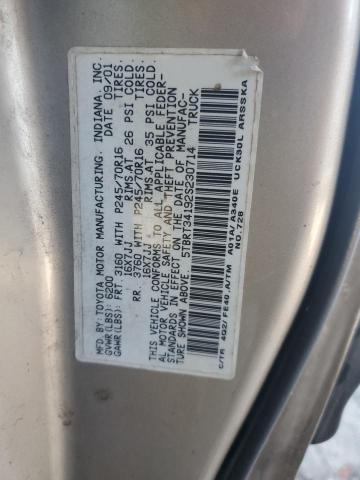 MFD.BY:TOYOTA MOTOR MANUFACTURING, INDIANA, INC.
GVWR(LBS): 6200 DATE 09/01
GAWR(LBS): FRT. 3160 WITH P245/70R16 TIRES.
16X7JJ RIMS.AT 26 PSI COLD.
RR. 3760 WITH P245/70R16 TIRES.
16X7JJ RIMS.AT 35 PSI COLD.
THIS VEHICLE CONFORMS TO ALL APPLICABLE FEDER-
AL MOTOR VEHICLE SAFETY AND THEFT PREVENTION
STANDARDS IN EFFECT ON THE DATE OF MANUFAC-
TURE SHOWN ABOVE. TRUCK
5TBRT34192S230714
C/TR 4Q2/FE40 A/TM A01A/A340E UCK30L ARSSKA
NO.728